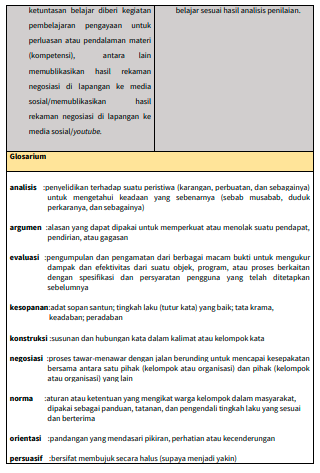 ketuntasan belajar diberi kegiatan
pembelajaran pengayaan untuk
perluasan atau pendalaman materi
(kompetensi), antara lain
memublikasikan hasil rekaman
negosiasi di lapangan ke media
sosial/memublikasikan hasil
rekaman negosiasi di lapangan ke
media sosial/youtube.
belajar sesuai hasil analisis penilaian.
Glosarium
analisis :penyelidikan terhadap suatu peristiwa (karangan, perbuatan, dan sebagainya)
untuk mengetahui keadaan yang sebenarnya (sebab musabab, duduk
perkaranya, dan sebagainya)
argumen :alasan yang dapat dipakai untuk memperkuat atau menolak suatu pendapat,
pendirian, atau gagasan
evaluasi :pengumpulan dan pengamatan dari berbagai macam bukti untuk mengukur
dampak dan efektivitas dari suatu objek, program, atau proses berkaitan
dengan spesifikasi dan persyaratan pengguna yang telah ditetapkan
sebelumnya
kesopanan:adat sopan santun; tingkah laku (tutur kata) yang baik; tata krama,
keadaban; peradaban
konstruksi :susunan dan hubungan kata dalam kalimat atau kelompok kata
negosiasi :proses tawar-menawar dengan jalan berunding untuk mencapai kesepakatan
bersama antara satu pihak (kelompok atau organisasi) dan pihak (kelompok
atau organisasi) yang lain
norma :aturan atau ketentuan yang mengikat warga kelompok dalam masyarakat,
dipakai sebagai panduan, tatanan, dan pengendali tingkah laku yang sesuai
dan berterima
orientasi :pandangan yang mendasari pikiran, perhatian atau kecenderungan
persuasif :bersifat membujuk secara halus (supaya menjadi yakin)